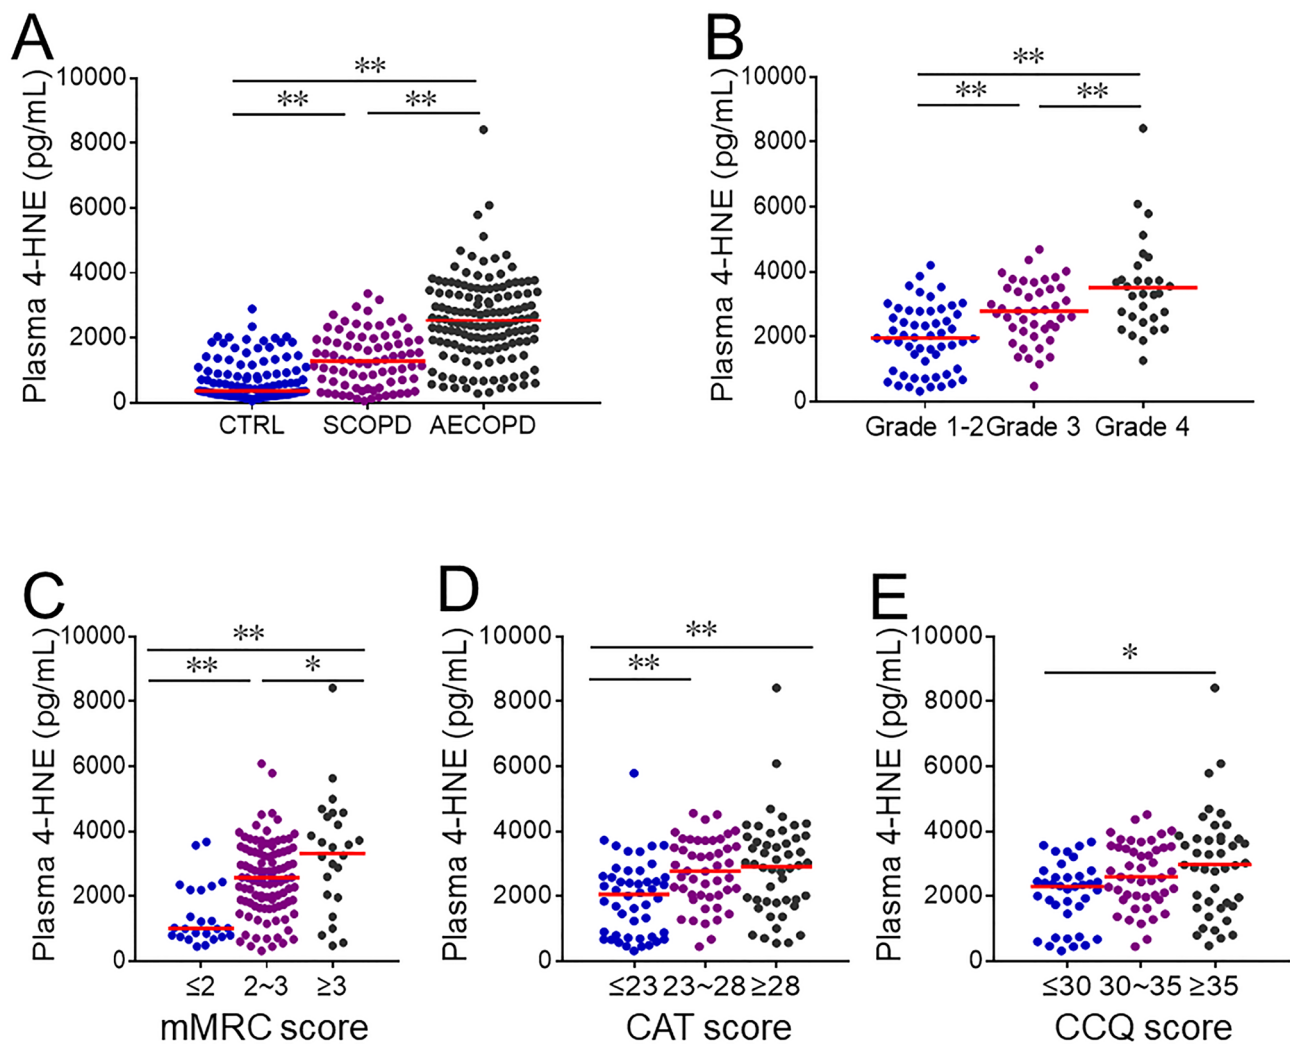 A
B
Plasma 4-HNE (pg/mL)
10000
8000
6000
4000
2000
0
**
**
**
CTRL SCOPD AECOPD
Plasma 4-HNE (pg/mL)
10000
8000
6000
4000
2000
0
**
**
**
Grade 1-2 Grade 3 Grade 4
C
D
E
Plasma 4-HNE (pg/mL)
10000
8000
6000
4000
2000
0
**
**
*
≤2 2~3 ≥3
mMRC score
Plasma 4-HNE (pg/mL)
10000
8000
6000
4000
2000
0
**
**
≤23 23~28 ≥28
CAT score
Plasma 4-HNE (pg/mL)
10000
8000
6000
4000
2000
0
*
≤30 30~35 ≥35
CCQ score